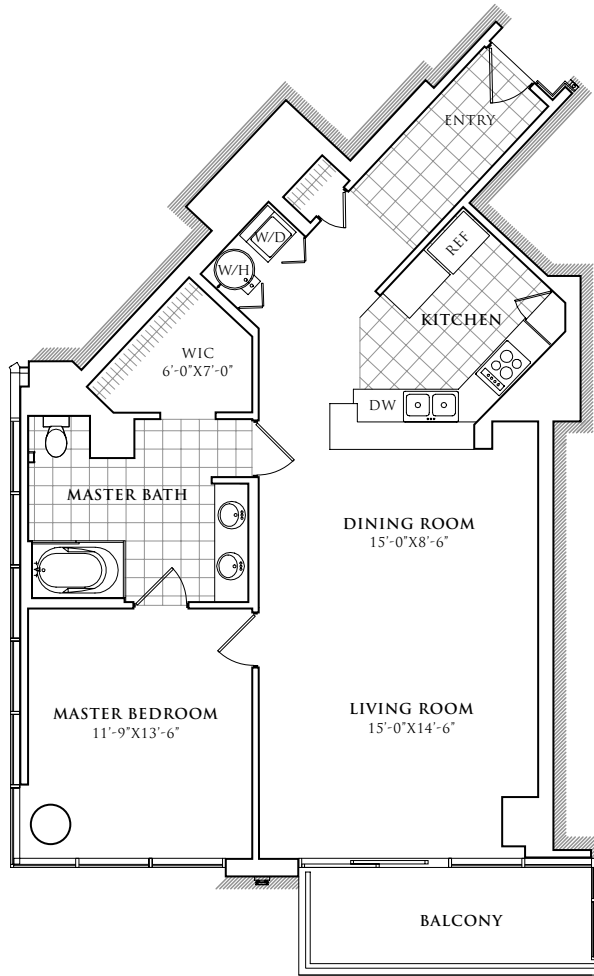 ENTRY
REF
W/D
W/H
KITCHEN
WIC
6'-0"X7'-0"
DW
MASTER BATH
DINING ROOM
15'-0"X8'-6"
MASTER BEDROOM
11'-9"X13'-6"
LIVING ROOM
15'-0"X14'-6"
BALCONY